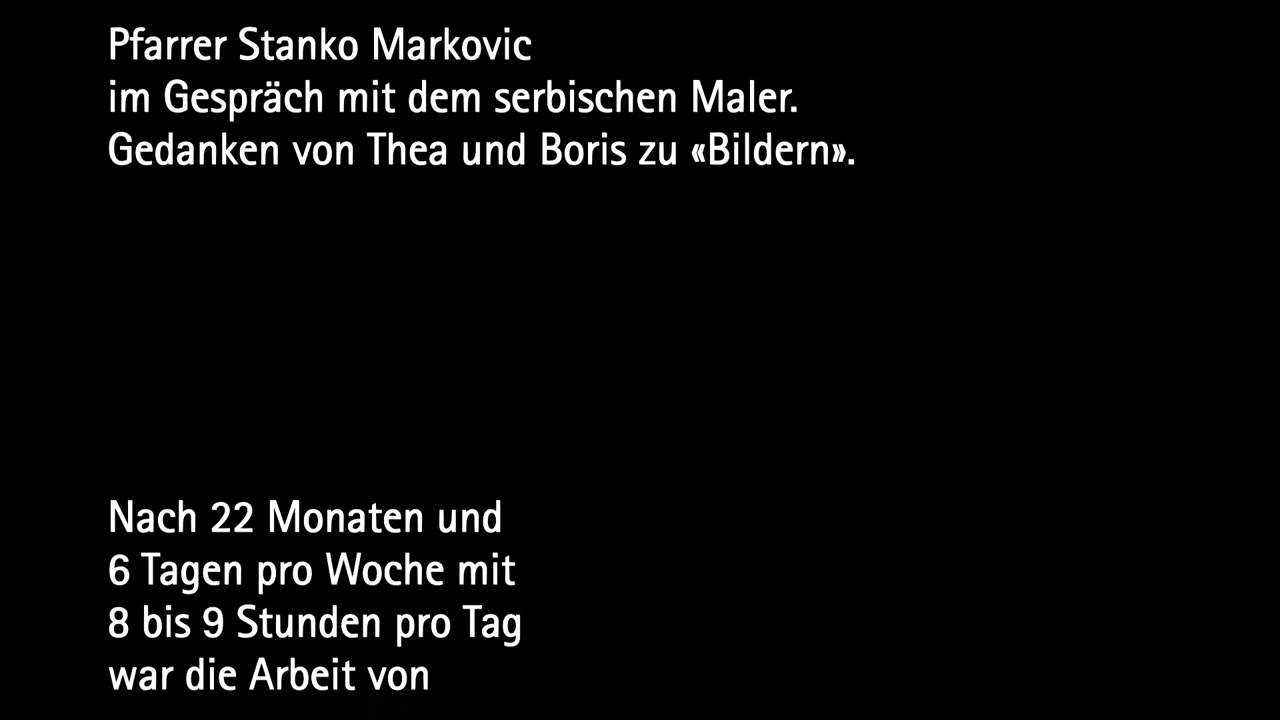 Pfarrer Stanko Markovic
im Gespräch mit dem serbischen Maler.
Gedanken von Thea und Boris zu «Bildern».
Nach 22 Monaten und
6 Tagen pro Woche mit
8 bis 9 Stunden pro Tag
war die Arbeit von